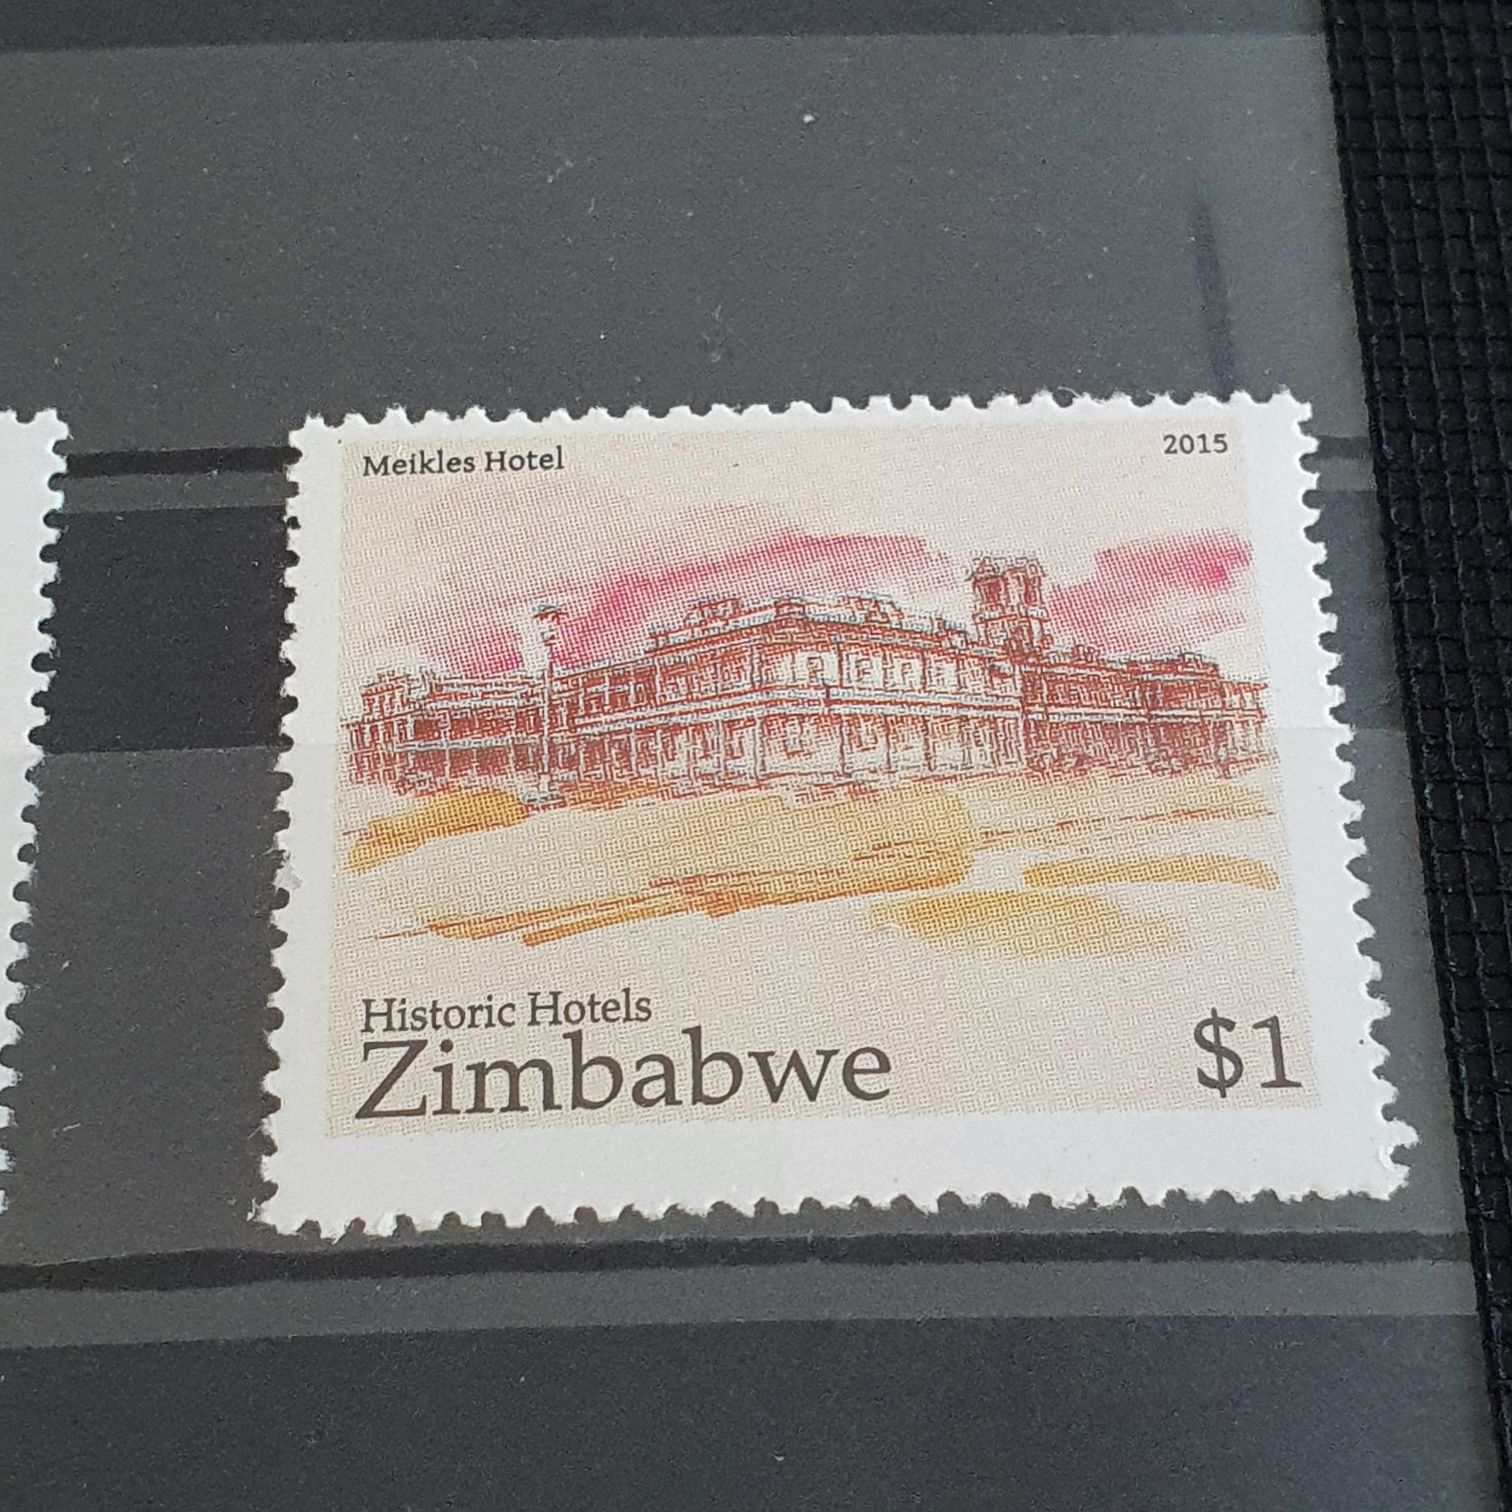 Meikles Hotel
2015
Historic Hotels
Zimbabwe
$1